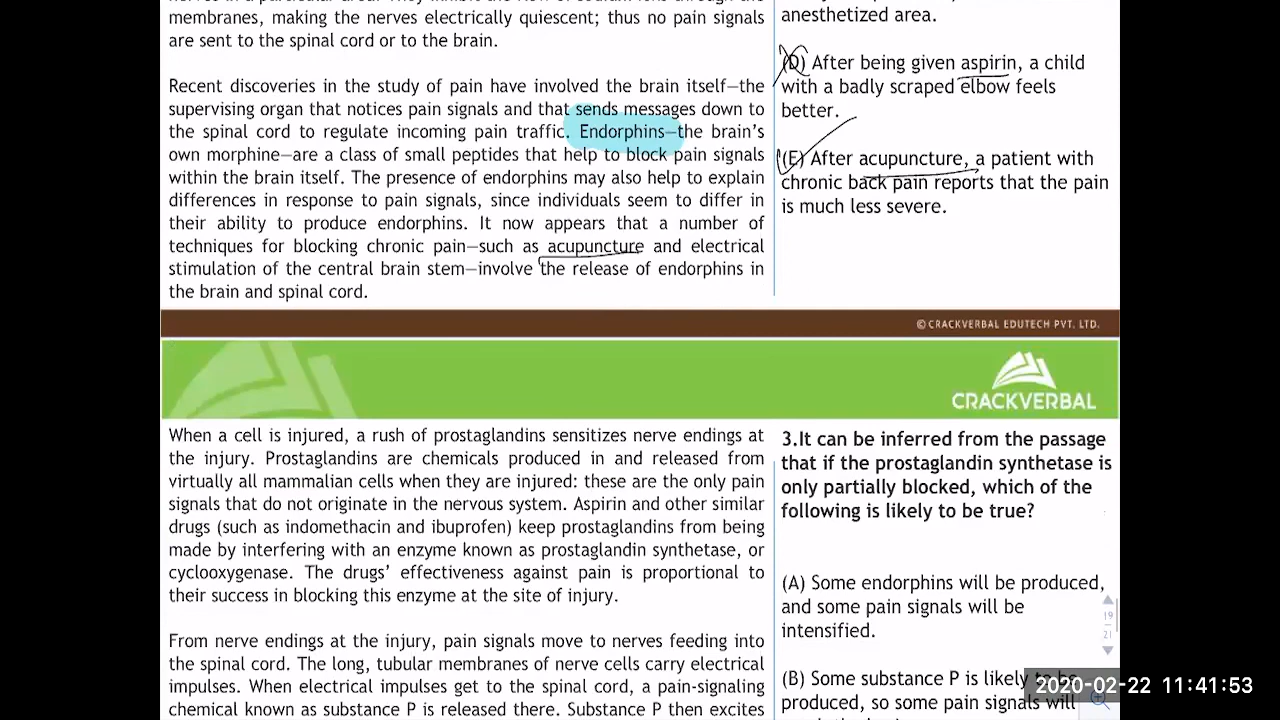 membranes, making the nerves electrically quiescent; thus no pain signals
are sent to the spinal cord or to the brain.
Recent discoveries in the study of pain have involved the brain itself—the
supervising organ that notices pain signals and that sends messages down to
the spinal cord to regulate incoming pain traffic. Endorphins—the brain's
own morphine—are a class of small peptides that help to block pain signals
within the brain itself. The presence of endorphins may also help to explain
differences in response to pain signals, since individuals seem to differ in
their ability to produce endorphins. It now appears that a number of
techniques for blocking chronic pain—such as acupuncture and electrical
stimulation of the central brain stem—involve the release of endorphins in
the brain and spinal cord.
anesthetized area.
(D) After being given aspirin, a child
with a badly scraped elbow feels
better.
(E) After acupuncture, a patient with
chronic back pain reports that the pain
is much less severe.
© CRACKVERBAL EDUTECH PVT. LTD.
CRACKVERBAL
When a cell is injured, a rush of prostaglandins sensitizes nerve endings at
the injury. Prostaglandins are chemicals produced in and released from
virtually all mammalian cells when they are injured: these are the only pain
signals that do not originate in the nervous system. Aspirin and other similar
drugs (such as indomethacin and ibuprofen) keep prostaglandins from being
made by interfering with an enzyme known as prostaglandin synthetase, or
cyclooxygenase. The drugs' effectiveness against pain is proportional to
their success in blocking this enzyme at the site of injury.
From nerve endings at the injury, pain signals move to nerves feeding into
the spinal cord. The long, tubular membranes of nerve cells carry electrical
impulses. When electrical impulses get to the spinal cord, a pain-signaling
chemical known as substance P is released there. Substance P then excites
3.It can be inferred from the passage
that if the prostaglandin synthetase is
only partially blocked, which of the
following is likely to be true?
(A) Some endorphins will be produced,
and some pain signals will be
intensified.
(B) Some substance P is likely to be
produced, so some pain signals will
19
21
2020-02-22 11:41:53